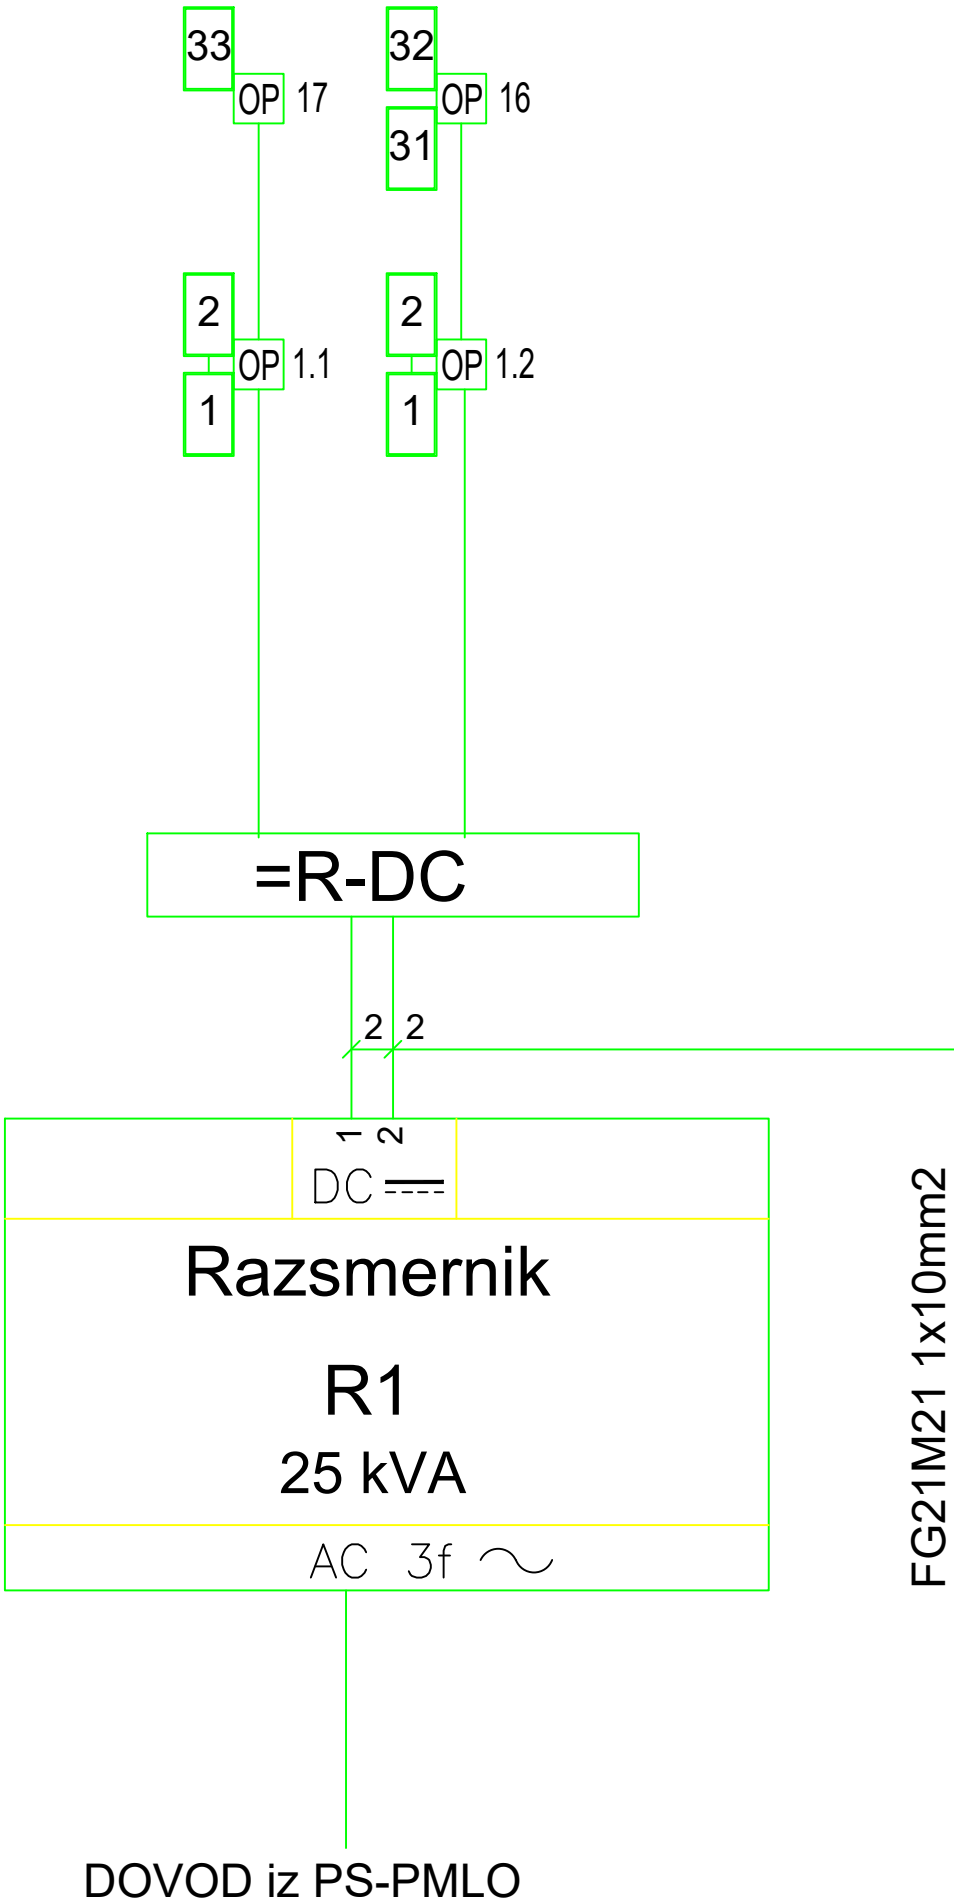 33 32
OP 17 OP 16
31
2 2
OP 1.1 OP 1.2
1 1
=R-DC
2 2
1 2
DC
Razsmernik
R1
25 kVA
AC 3f
FG21M21 1x10mm2
DOVOD iz PS-PMLO